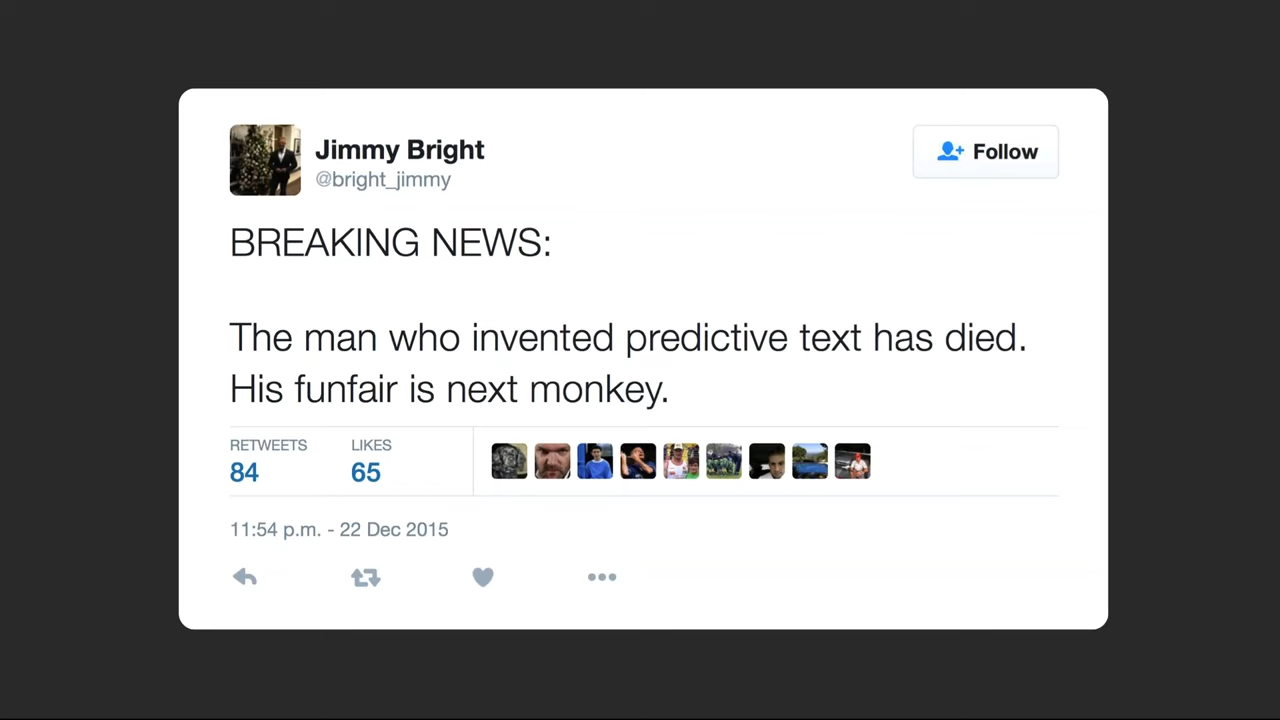 Jimmy Bright
@bright_jimmy
Follow
BREAKING NEWS:
The man who invented predictive text has died.
His funfair is next monkey.
RETWEETS LIKES
84 65
11:54 p.m. - 22 Dec 2015